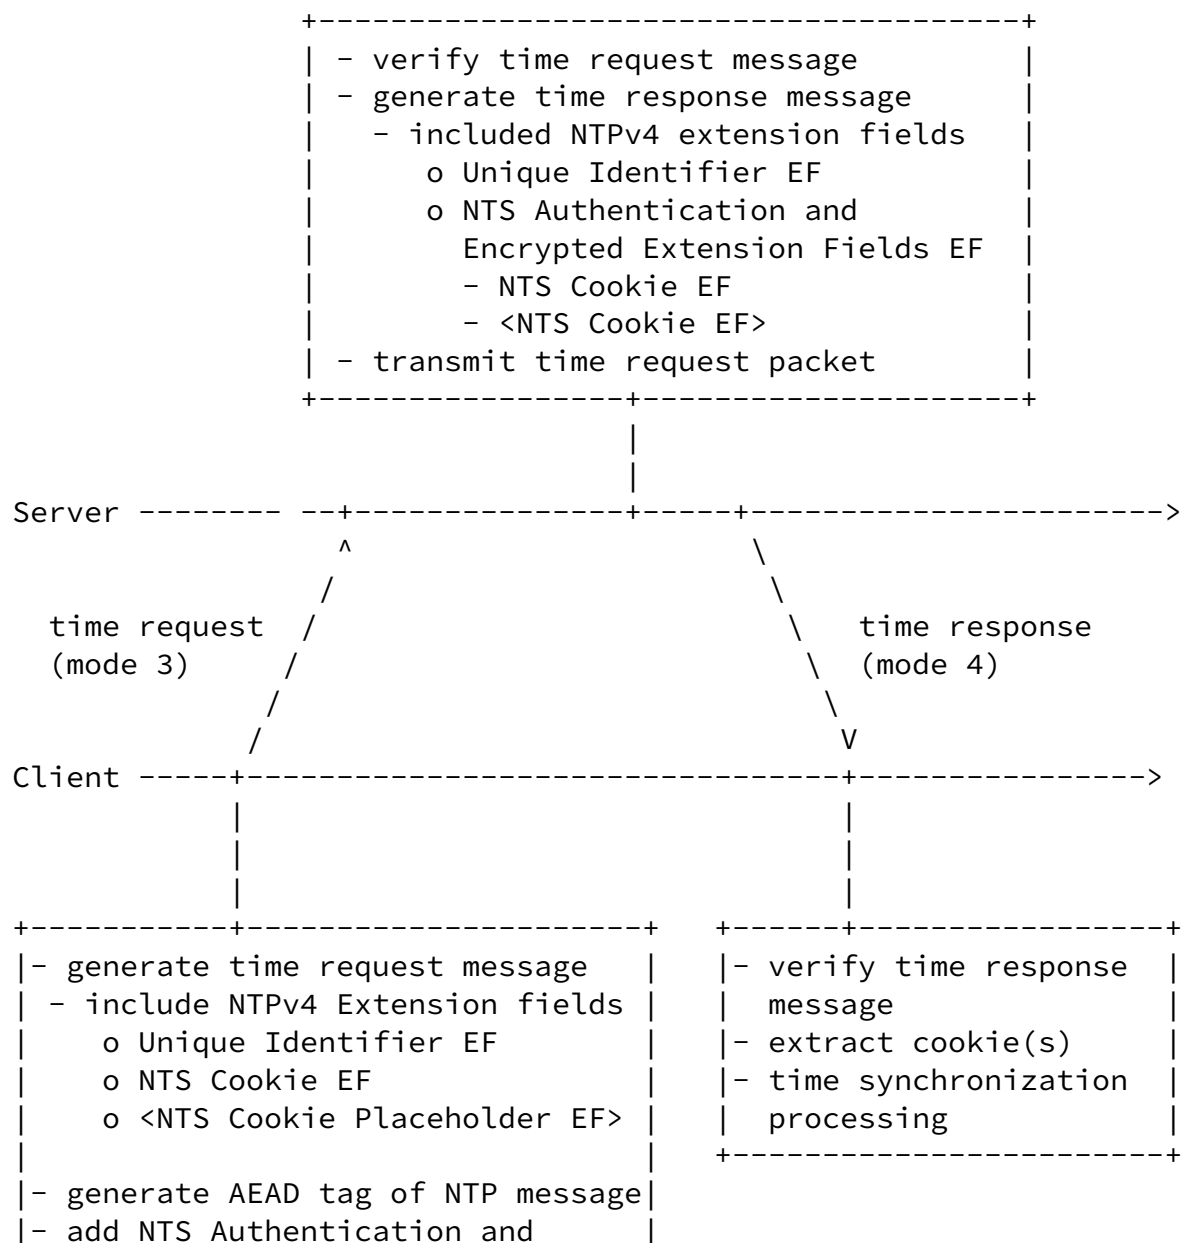 - verify time request message
- generate time response message
- included NTPv4 extension fields
o Unique Identifier EF
o NTS Authentication and
Encrypted Extension Fields EF
- NTS Cookie EF
- <NTS Cookie EF>
- transmit time request packet
Server
time request
time response
(mode 3)
(mode 4)
Client
- generate time request message
- include NTPv4 Extension fields
o Unique Identifier EF
o NTS Cookie EF
o <NTS Cookie Placeholder EF>
- generate AEAD tag of NTP message
- add NTS Authentication and
- verify time response
message
- extract cookie(s)
- time synchronization
processing